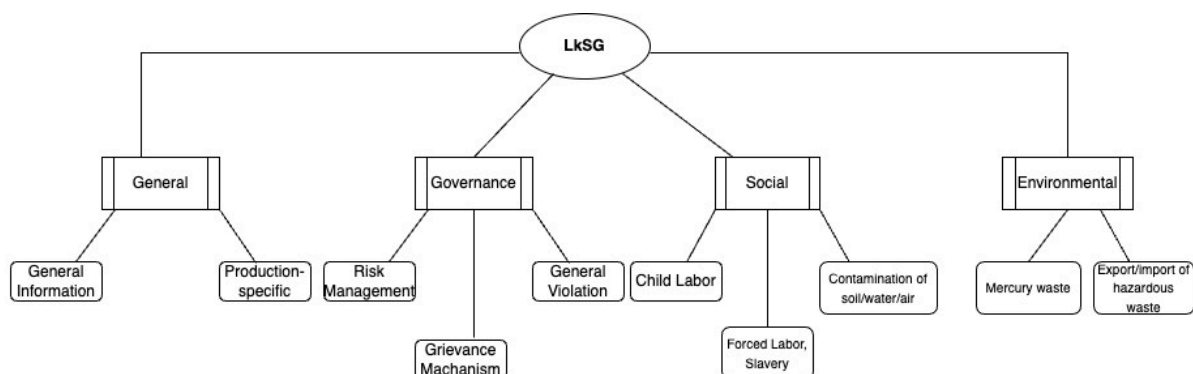 LkSG
General
Governance
Social
Environmental
General
Information
Production-
specific
Risk
Management
Grievance
Machanism
General
Violation
Child Labor
Forced Labor,
Slavery
Contamination of
soil/water/air
Mercury waste
Export/import of
hazardous
waste